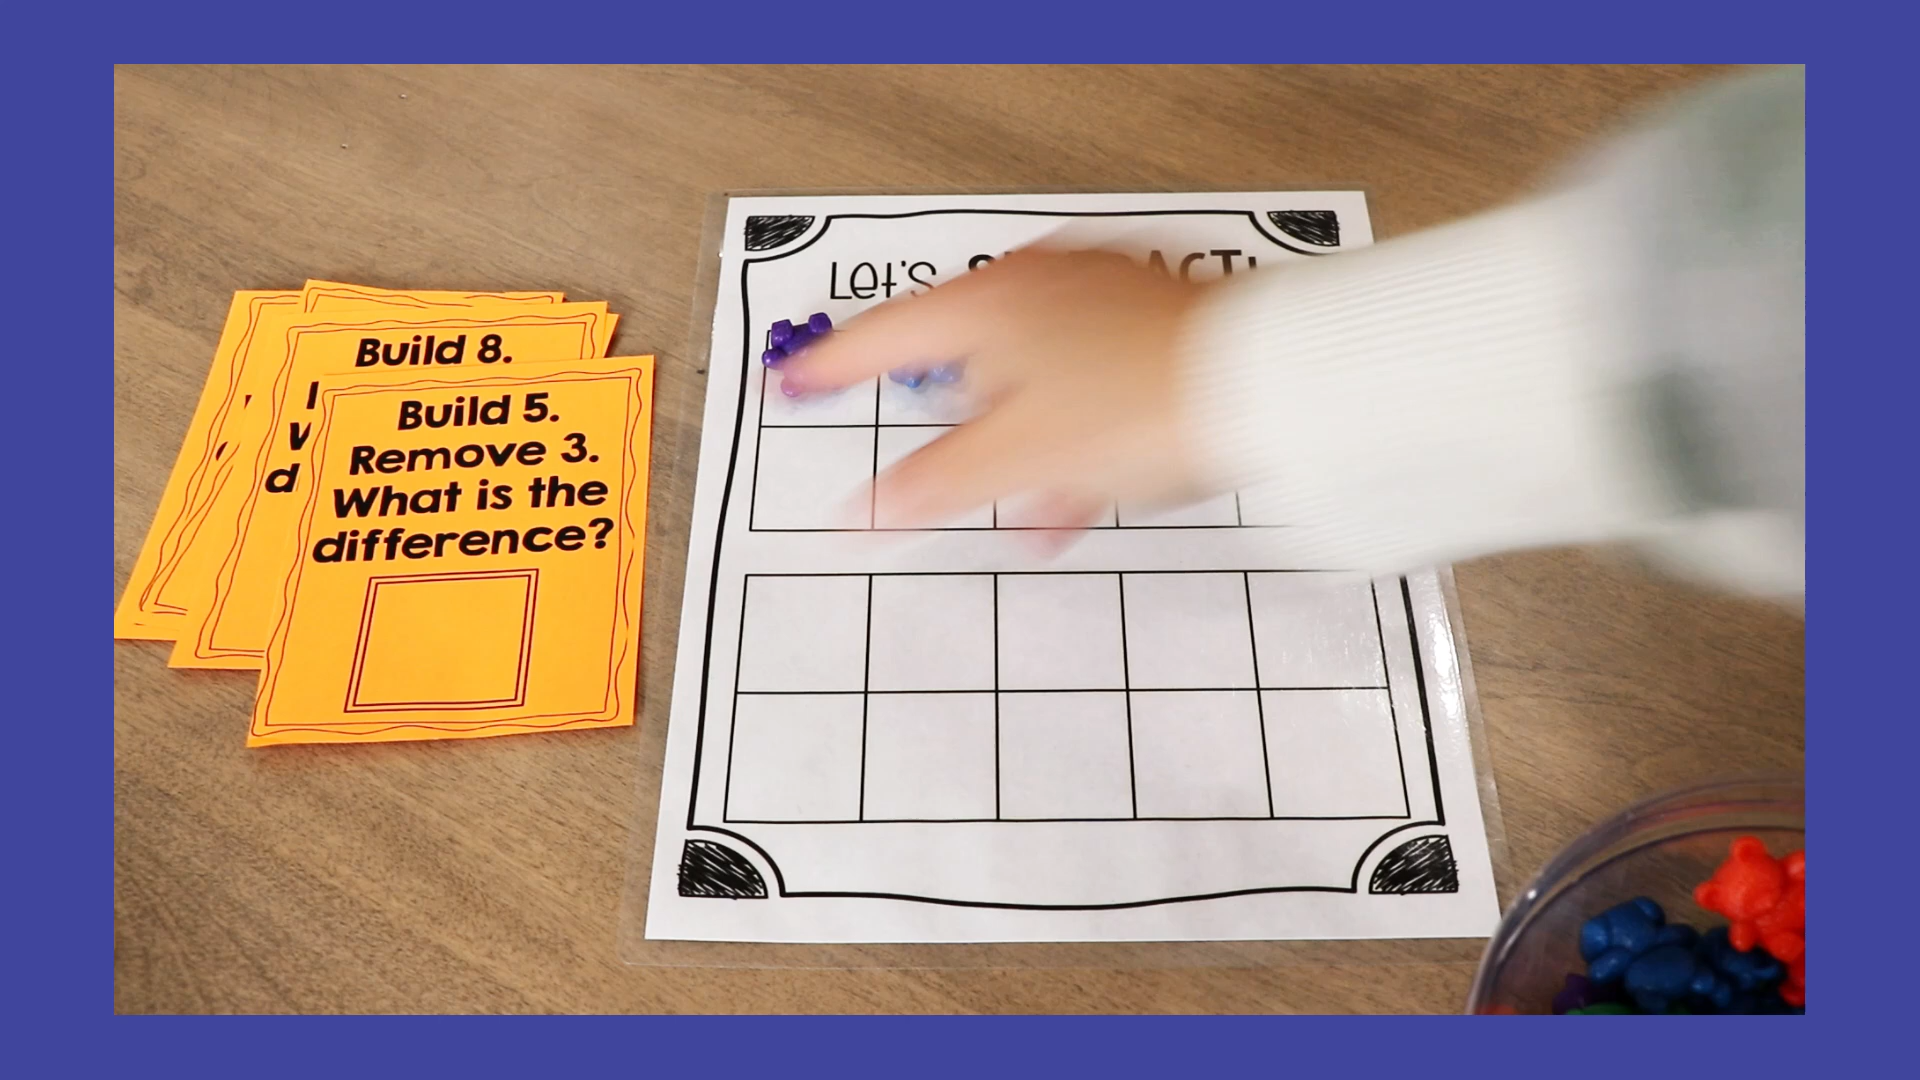 Let's
Build 8.
Build 5.
Remove 3.
What is the
difference?